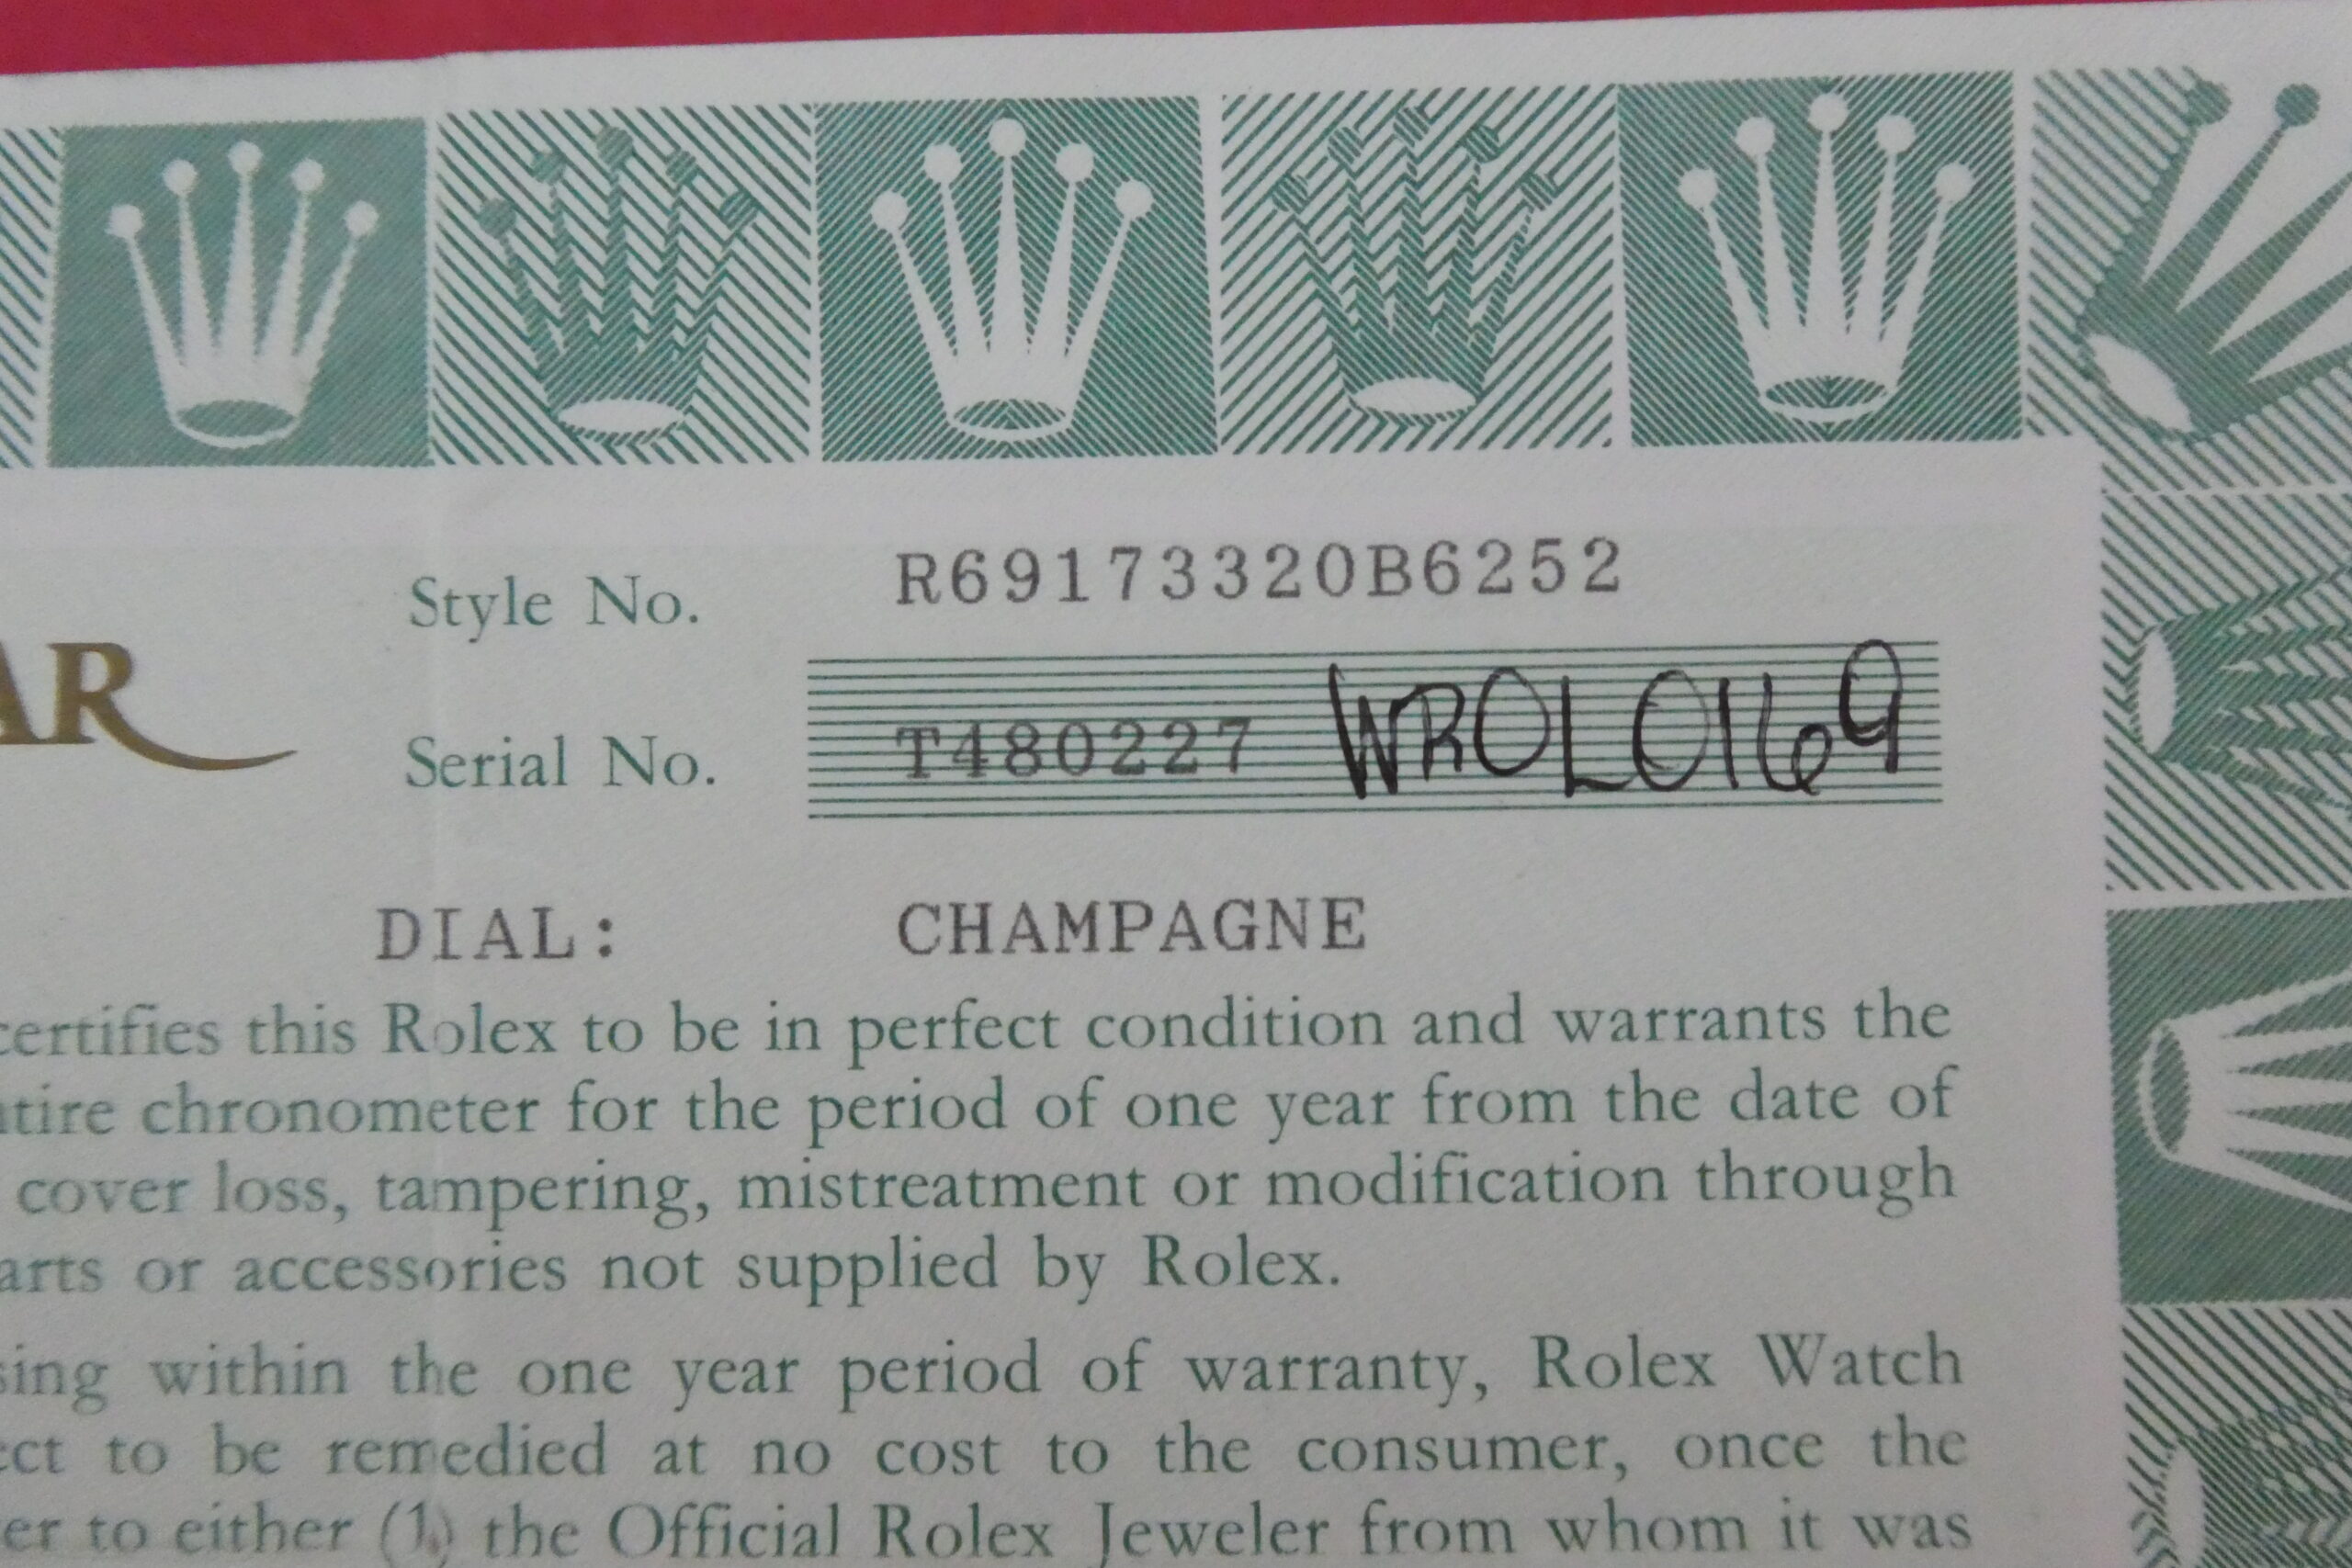 Style No. R69173320B6252
AR
Serial No. T480227 WROL0169
DIAL: CHAMPAGNE
certifies this Rolex to be in perfect condition and warrants the
ntire chronometer for the period of one year from the date of
cover loss, tampering, mistreatment or modification through
arts or accessories not supplied by Rolex.
sing within the one year period of warranty, Rolex Watch
ect to be remedied at no cost to the consumer, once the
er to either (1) the Official Rolex Jeweler from whom it was